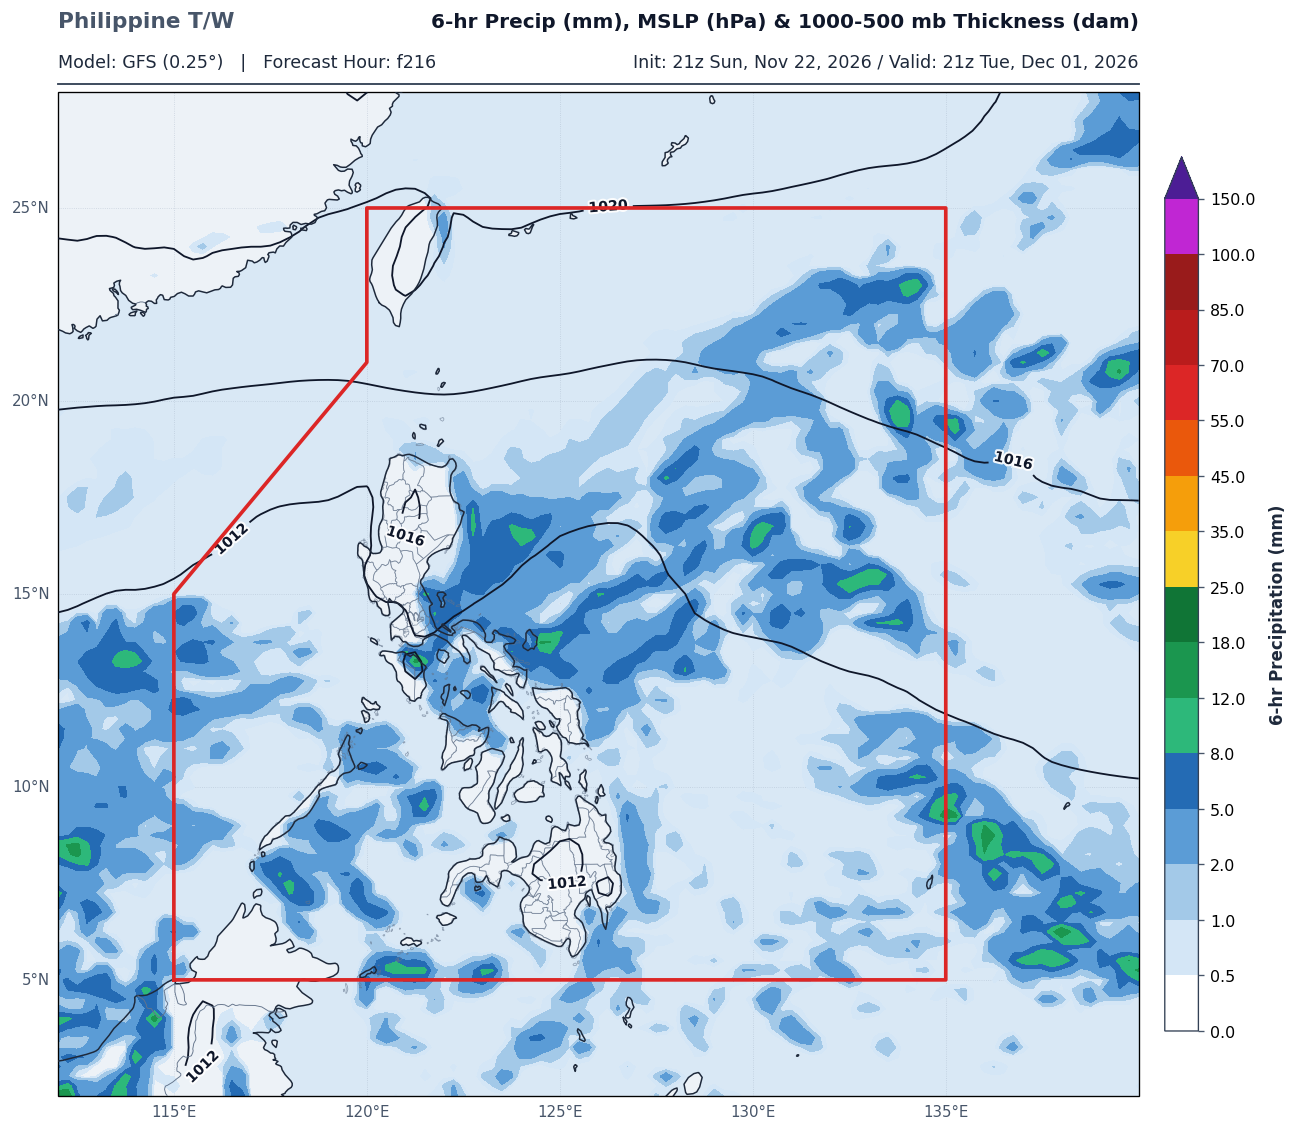 Philippine T/W
6-hr Precip (mm), MSLP (hPa) & 1000-500 mb Thickness (dam)
Model: GFS (0.25°) | Forecast Hour: f216
Init: 21z Sun, Nov 22, 2026 / Valid: 21z Tue, Dec 01, 2026
25°N
20°N
15°N
10°N
5°N
115°E
120°E
125°E
130°E
135°E
1020
1016
1012
1016
1012
1012
150.0
100.0
85.0
70.0
55.0
45.0
35.0
25.0
18.0
12.0
8.0
5.0
2.0
1.0
0.5
0.0
6-hr Precipitation (mm)